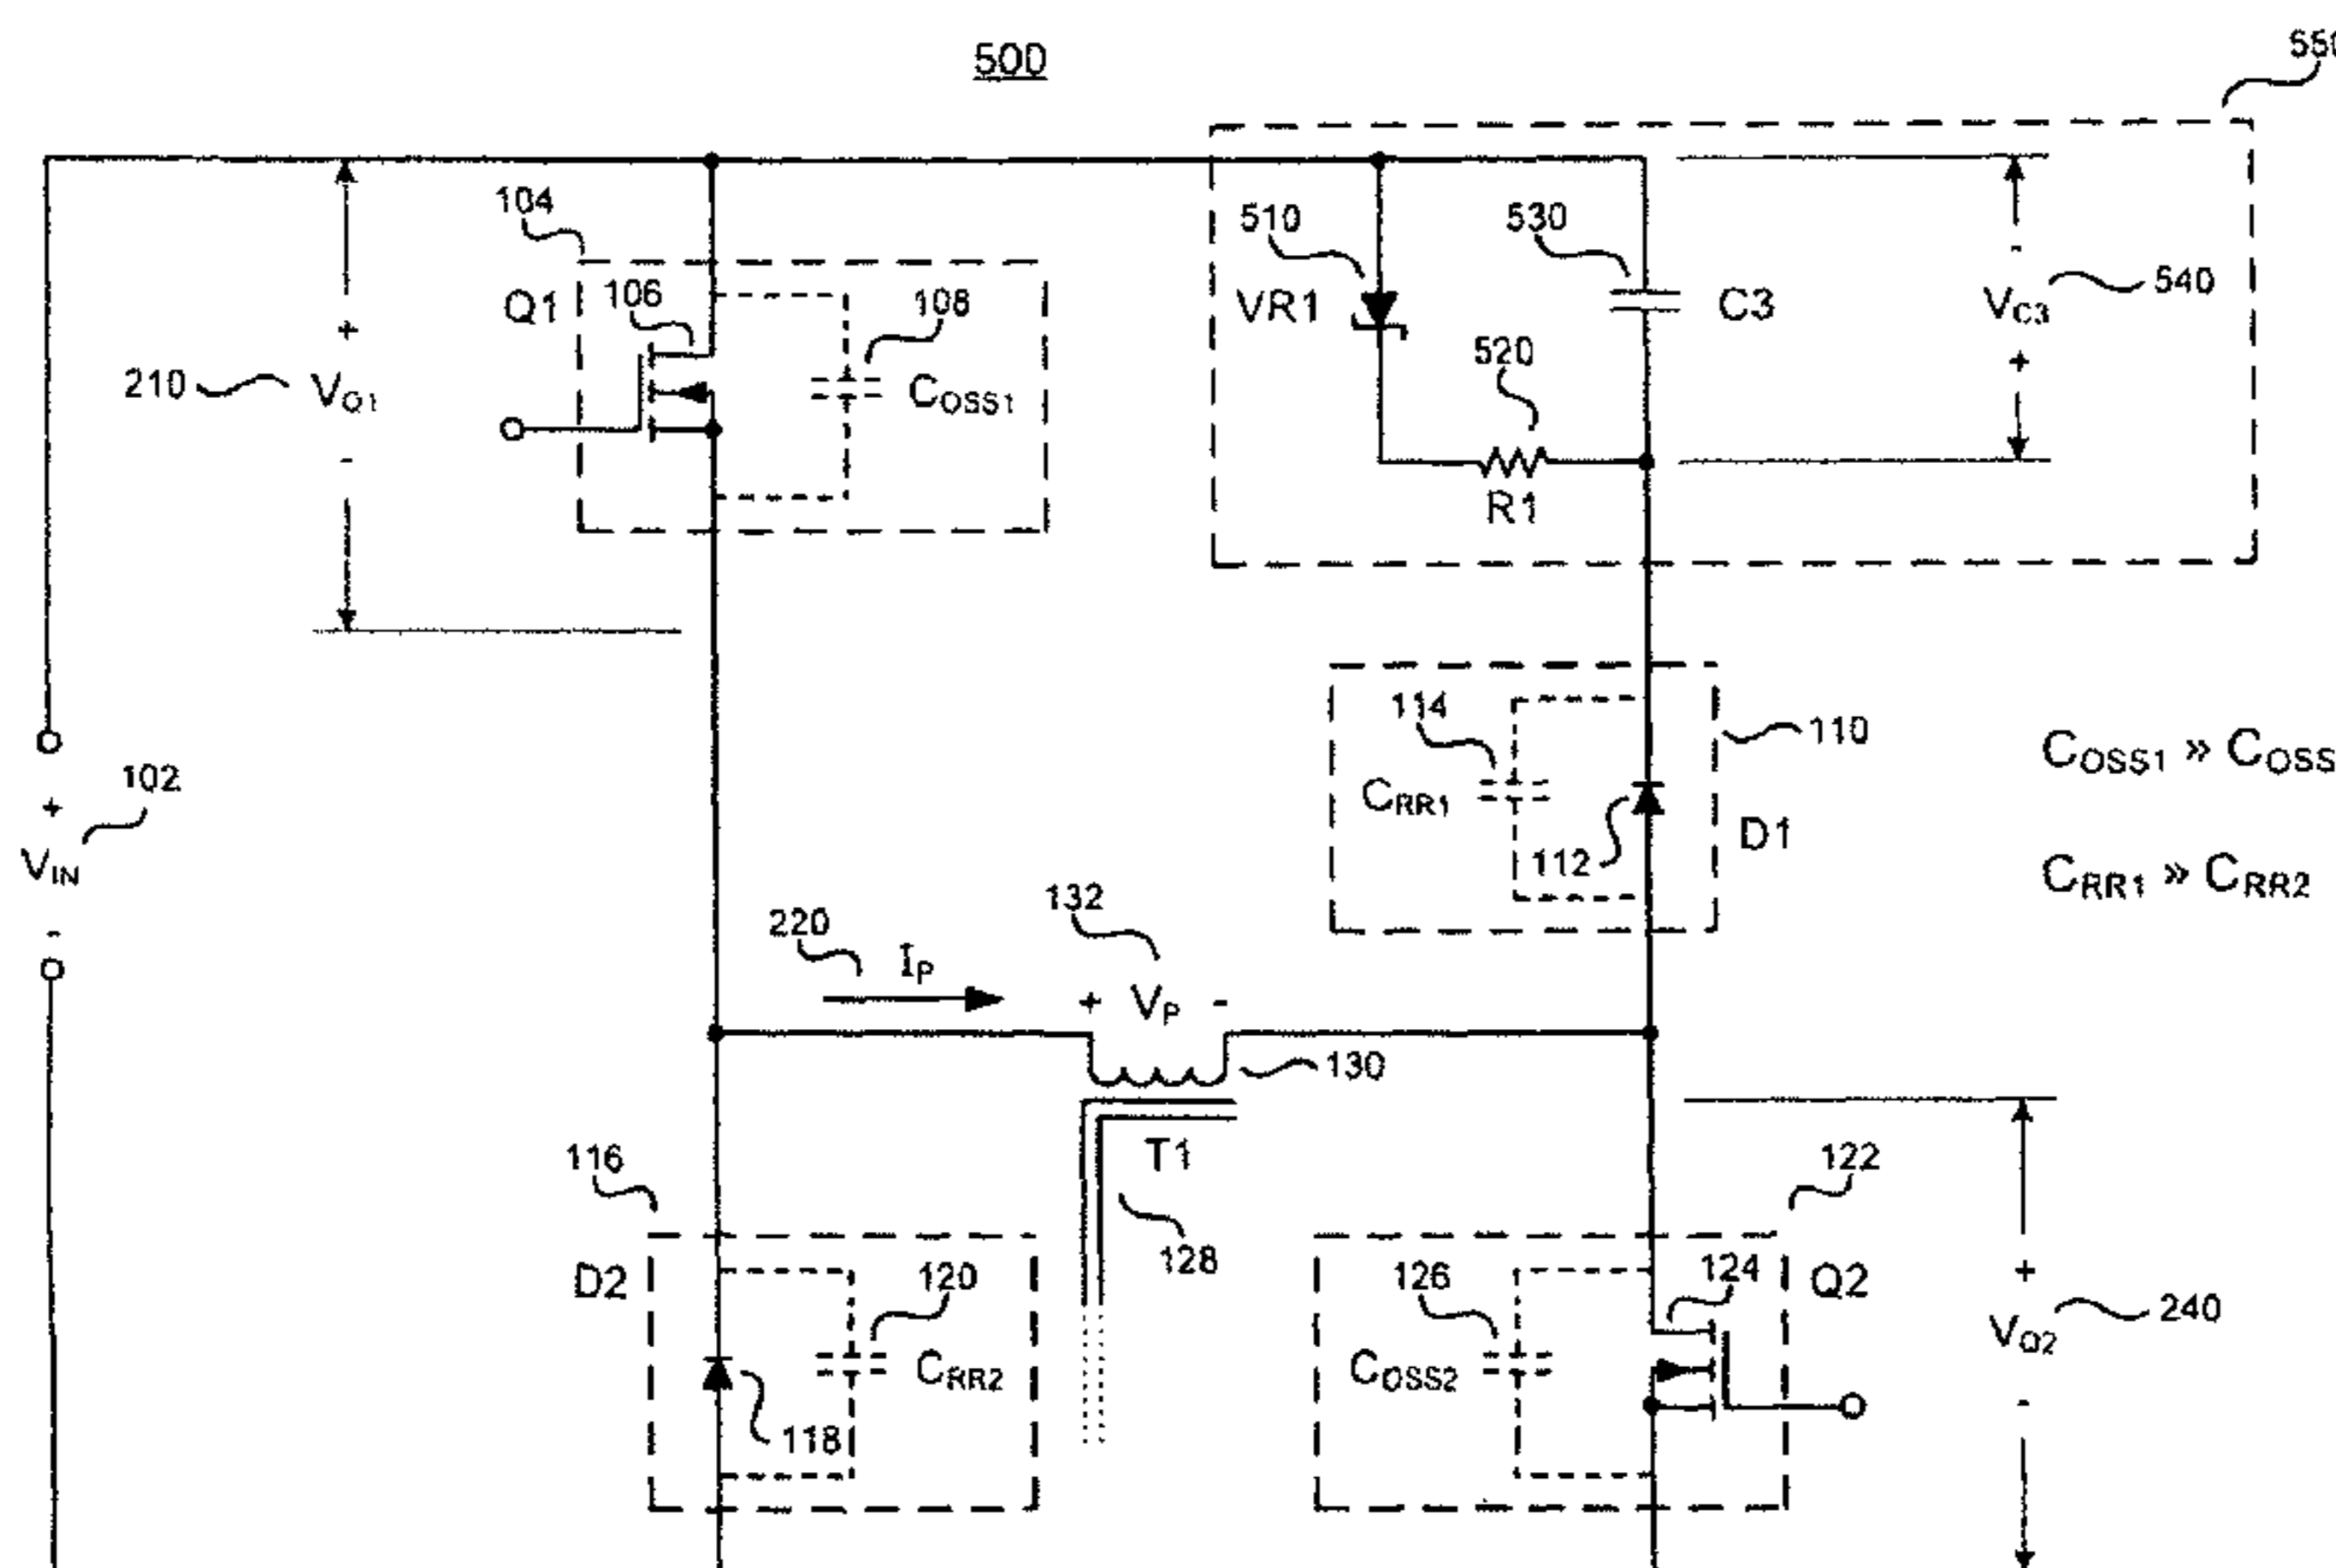 500
550
104
510
530
Q1
106
108
VR1
C3
-
VC3
540
+
210
+
VQ1
-
COSS1
520
R1
114
110
CRR1
112
D1
COSS1 » COSS
CRR1 » CRR2
102
+
VIN
-
220
IP
132
+ VP -
130
T1
128
116
D2
120
CRR2
118
126
COSS2
124
122
Q2
+
VQ2
-
240